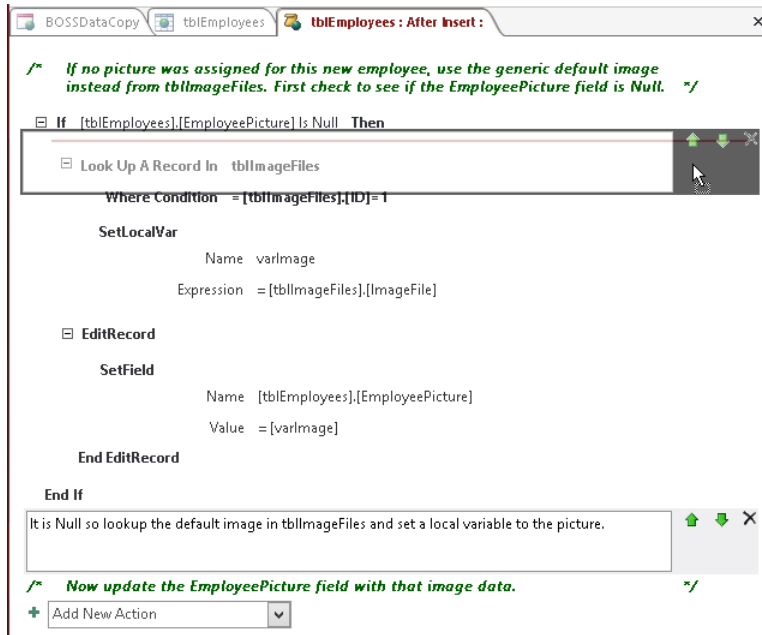 BOSSDataCopy tblEmployees tblEmployees : After Insert :
/* If no picture was assigned for this new employee, use the generic default image
instead from tblImageFiles. First check to see if the EmployeePicture field is Null. */
If [tblEmployees].[EmployeePicture] Is Null Then
Look Up A Record In tblImageFiles
Where Condition = [tblImageFiles].[ID]=1
SetLocalVar
Name varImage
Expression = [tblImageFiles].[ImageFile]
EditRecord
SetField
Name [tblEmployees].[EmployeePicture]
Value = [varImage]
End EditRecord
End If
It is Null so lookup the default image in tblImageFiles and set a local variable to the picture.
/* Now update the EmployeePicture field with that image data. */
Add New Action